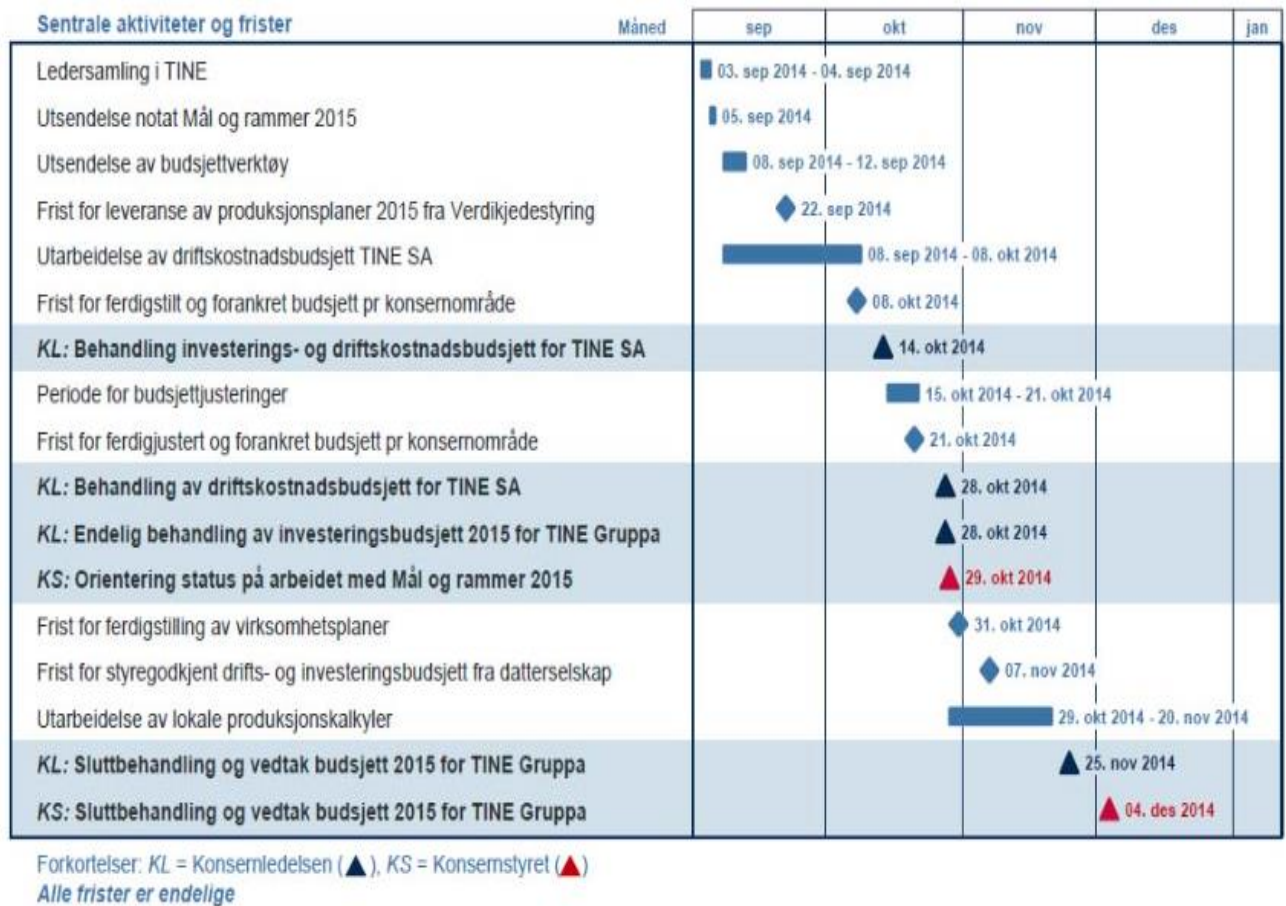 Sentrale aktiviteter og frister Måned sep okt nov des jan
Ledersamling i TINE 03. sep 2014 - 04. sep 2014
Utsendelse notat Mål og rammer 2015 05. sep 2014
Utsendelse av budsjettverktøy 08. sep 2014 - 12. sep 2014
Frist for leveranse av produksjonsplaner 2015 fra Verdikjedestyring 22. sep 2014
Utarbeidelse av driftskostnadsbudsjett TINE SA 08. sep 2014 - 08. okt 2014
Frist for ferdigstilt og forankret budsjett pr konsernområde 08. okt 2014
KL: Behandling investerings- og driftskostnadsbudsjett for TINE SA 14. okt 2014
Periode for budsjettjusteringer 15. okt 2014 - 21. okt 2014
Frist for ferdigjustert og forankret budsjett pr konsernområde 21. okt 2014
KL: Behandling av driftskostnadsbudsjett for TINE SA 28. okt 2014
KL: Endelig behandling av investeringsbudsjett 2015 for TINE Gruppa 28. okt 2014
KS: Orientering status på arbeidet med Mål og rammer 2015 29. okt 2014
Frist for ferdigstilling av virksomhetsplaner 31. okt 2014
Frist for styregodkjent drifts- og investeringsbudsjett fra datterselskap 07. nov 2014
Utarbeidelse av lokale produksjonskalkyler 29. okt 2014 - 20. nov 2014
KL: Sluttbehandling og vedtak budsjett 2015 for TINE Gruppa 25. nov 2014
KS: Sluttbehandling og vedtak budsjett 2015 for TINE Gruppa 04. des 2014
Forkortelser: KL = Konsernledelsen (▲), KS = Konsernstyret (▲)
Alle frister er endelige